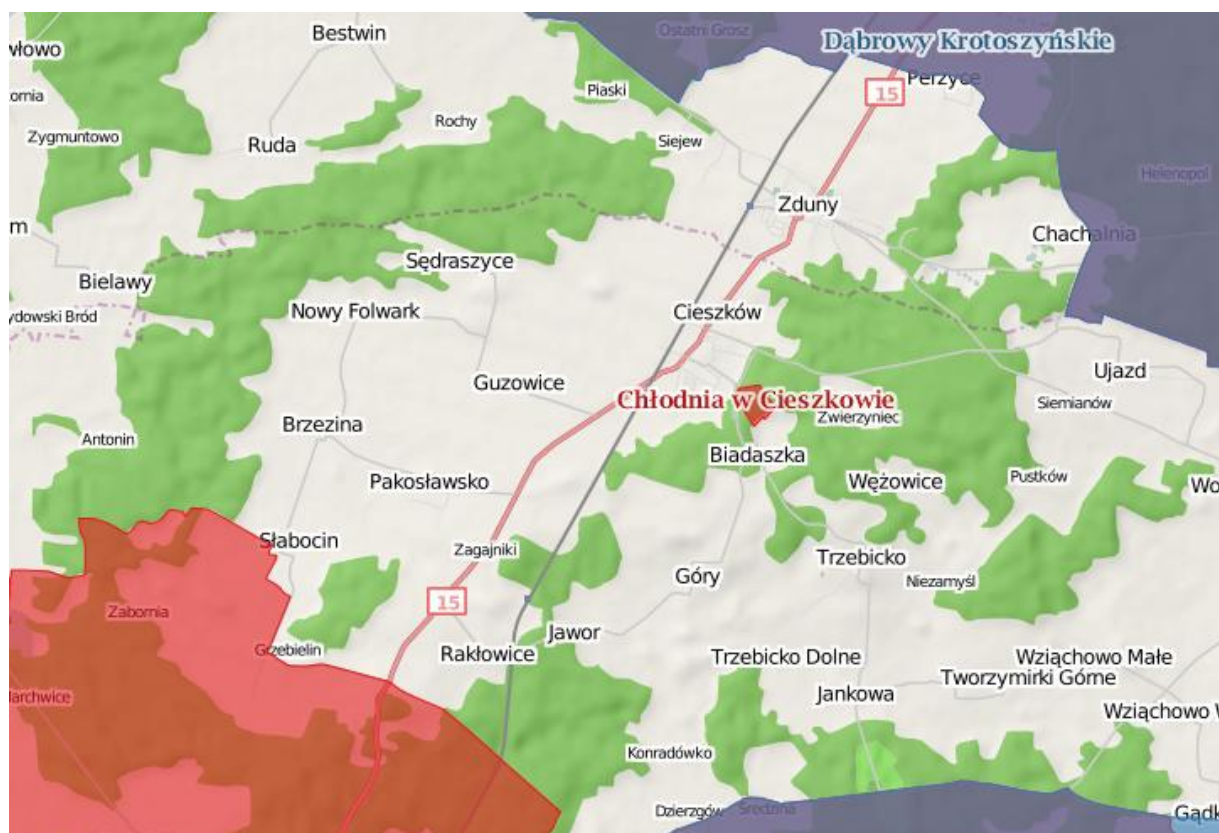 Ostatni Grosz
Bestwin
Dąbrowy Krotoszyńskie
Perzyce
Piaski
15
Rochy
Zygmuntowo
Ruda
Siejew
Helenopol
Zduny
Chachalnia
Sędraszyce
Bielawy
Nowy Folwark
Cieszków
Ujazd
Guzowice
Chłodnia w Cieszkowie
Siemianów
Zwierzyniec
Brzezina
Antonin
Biadaszka
Pakosławsko
Wężowice
Pustków
Słabocin
Zagajniki
Trzebicko
Góry
Niezamyśl
15
Zabornia
Jawor
Grzebielin
Rakłowice
Trzebicko Dolne
Wziąchowo Małe
Tworzymirki Górne
Jankowa
Wziąchowo W
Konradówko
Dzierzgów
Średzina